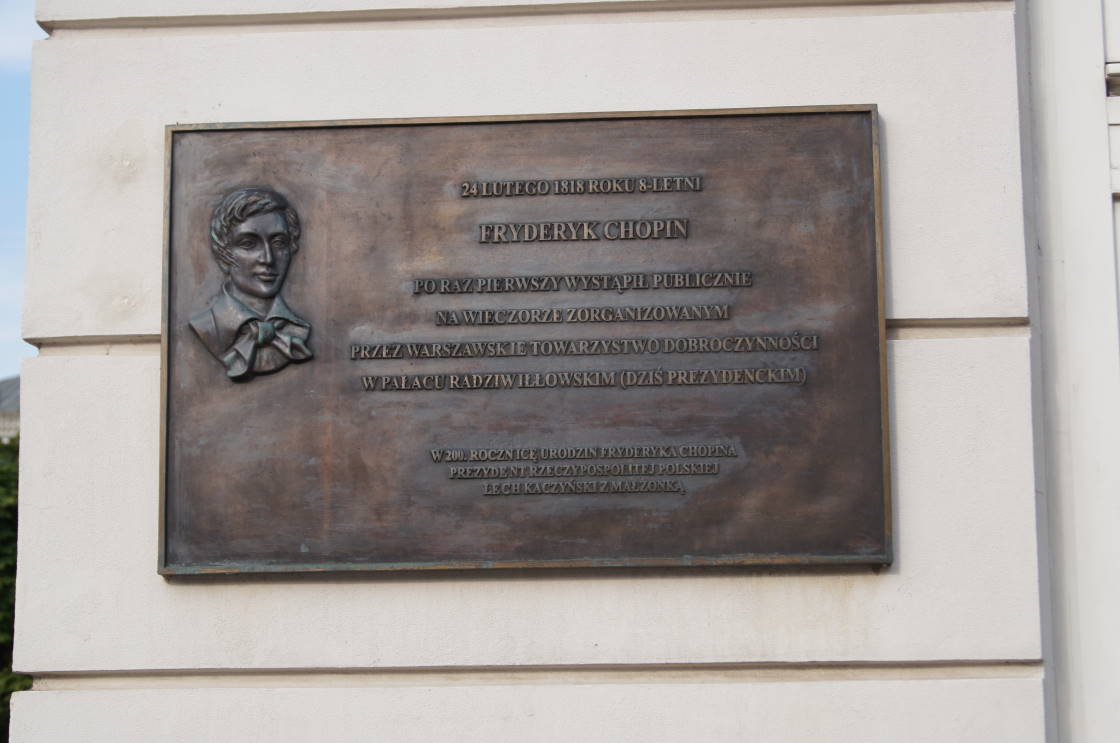 24 LUTEGO 1818 ROKU 8-LETNI
FRYDERYK CHOPIN
PO RAZ PIERWSZY WYSTĄPIŁ PUBLICZNIE
NA WIECZORZE ZORGANIZOWANYM
PRZEZ WARSZAWSKIE TOWARZYSTWO DOBROCZYNNOŚCI
W PAŁACU RADZIWIŁŁOWSKIM (DZIŚ PREZYDENCKIM)
W 200. ROCZNICĘ URODZIN FRYDERYKA CHOPINA
PREZYDENT RZECZYPOSPOLITEJ POLSKIEJ
LECH KACZYŃSKI Z MAŁŻONKĄ